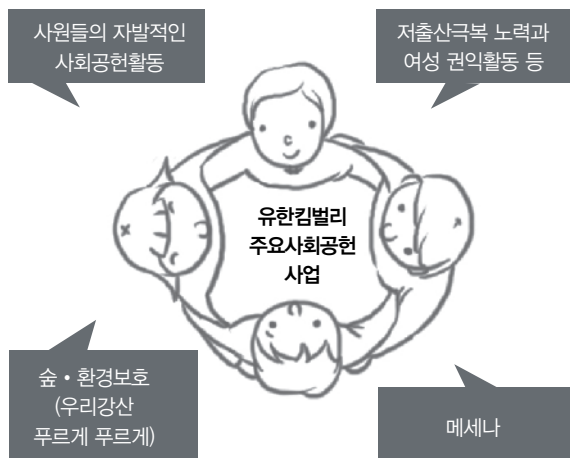 사원들의 자발적인
사회공헌활동
저출산극복 노력과
여성 권익활동 등
유한킴벌리
주요사회공헌
사업
숲·환경보호
(우리강산
푸르게 푸르게)
메세나